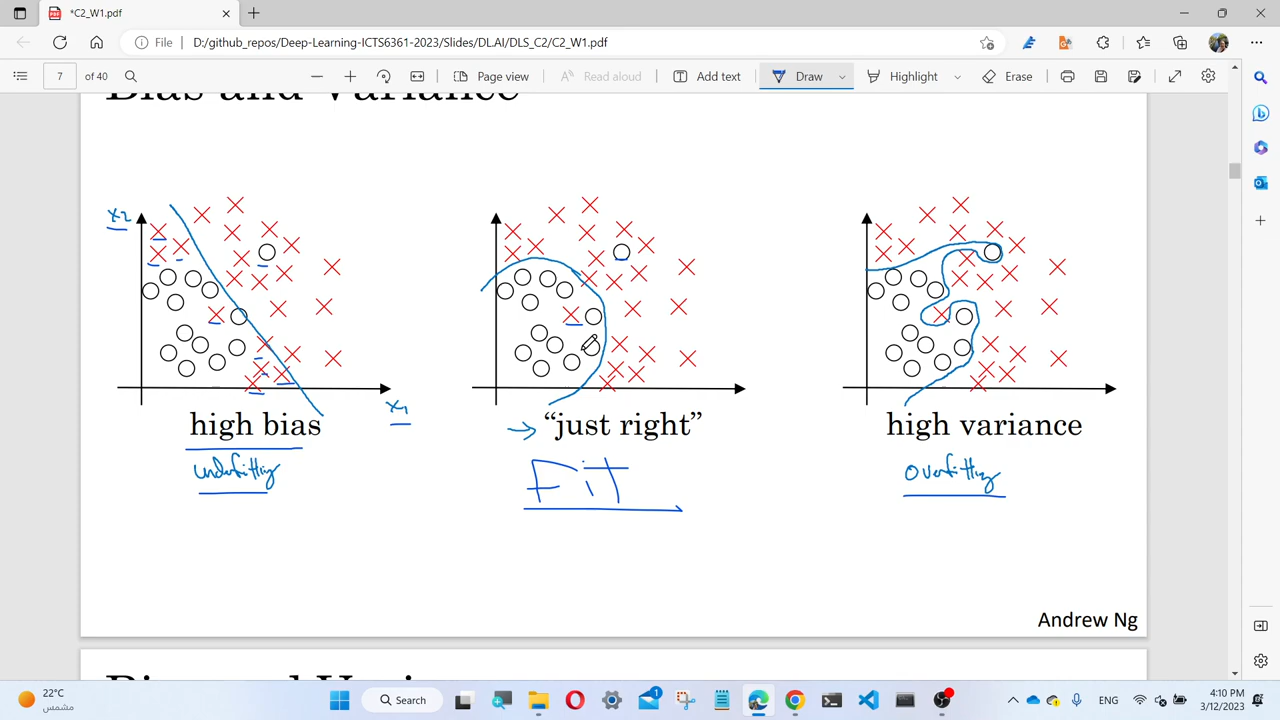 *C2_W1.pdf
File
D:/github_repos/Deep-Learning-ICTS6361-2023/Slides/DL.AI/DLS_C2/C2_W1.pdf
7 of 40
Page view
Read aloud
Add text
Draw
Highlight
Erase
Bias and Variance
x2
x1
high bias
"just right"
high variance
underfitting
Fit
overfitting
Andrew Ng
22°C
مشمس
Search
1
ENG
4:10 PM
3/12/2023